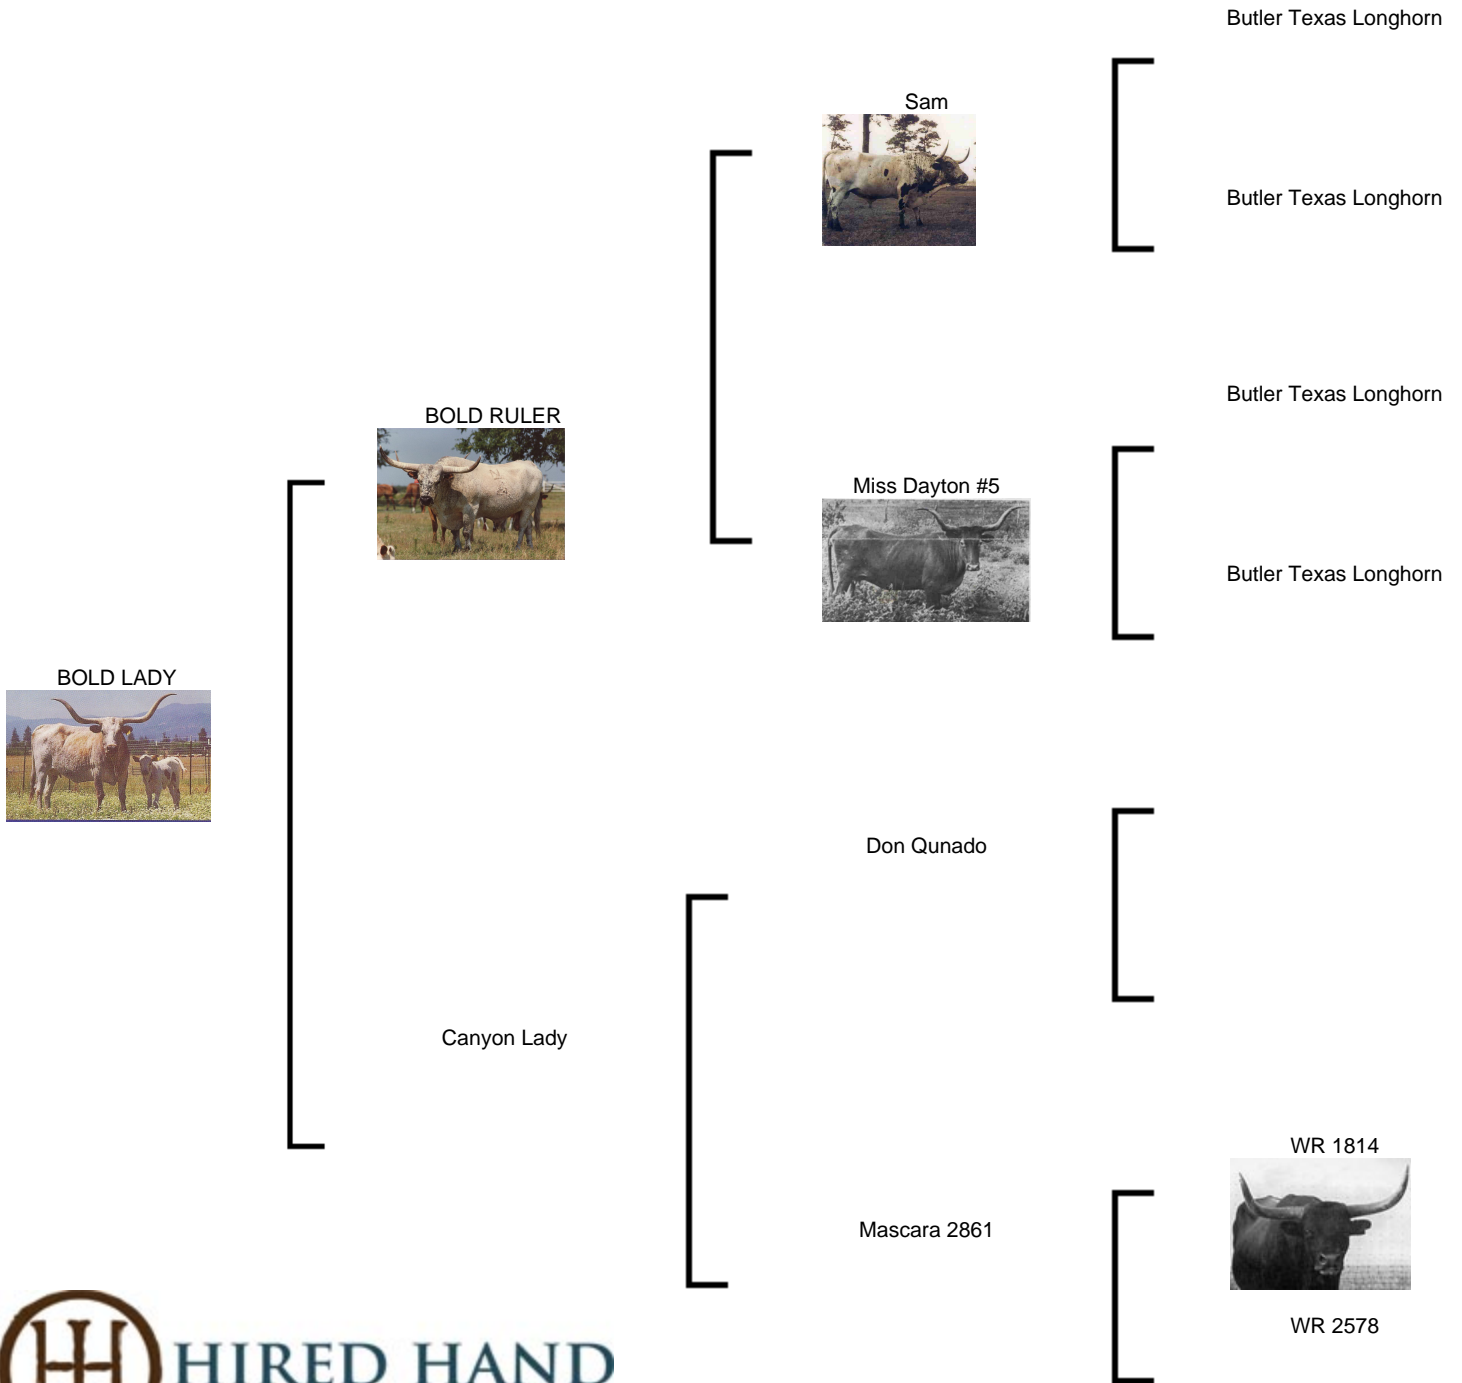 Butler Texas Longhorn
Sam
Butler Texas Longhorn
Butler Texas Longhorn
BOLD RULER
Miss Dayton #5
Butler Texas Longhorn
BOLD LADY
Don Qunado
Canyon Lady
WR 1814
Mascara 2861
WR 2578
HIRED HAND